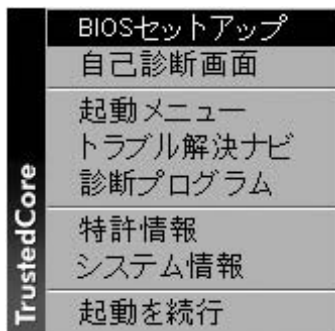 BIOSセットアップ
自己診断画面
起動メニュー
トラブル解決ナビ
診断プログラム
特許情報
システム情報
起動を続行
TrustedCore